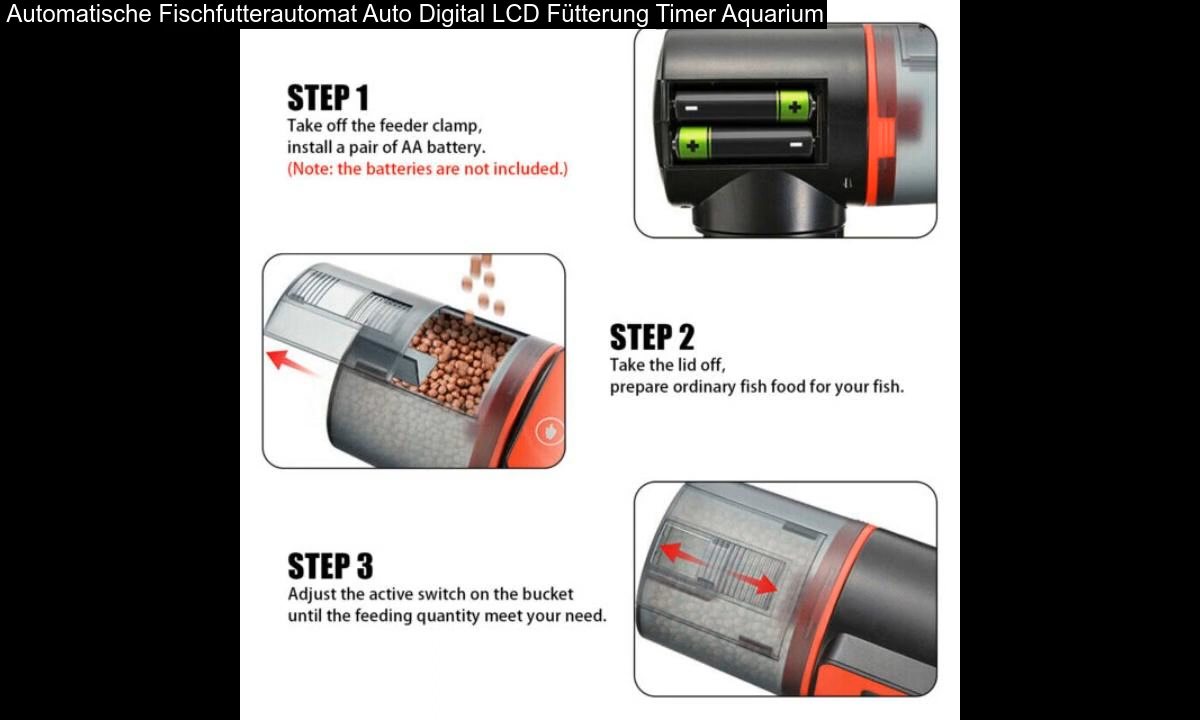 Automatische Fischfutterautomat Auto Digital LCD Fütterung Timer Aquarium
STEP 1
Take off the feeder clamp,
install a pair of AA battery.
(Note: the batteries are not included.)
STEP 2
Take the lid off,
prepare ordinary fish food for your fish.
STEP 3
Adjust the active switch on the bucket
until the feeding quantity meet your need.